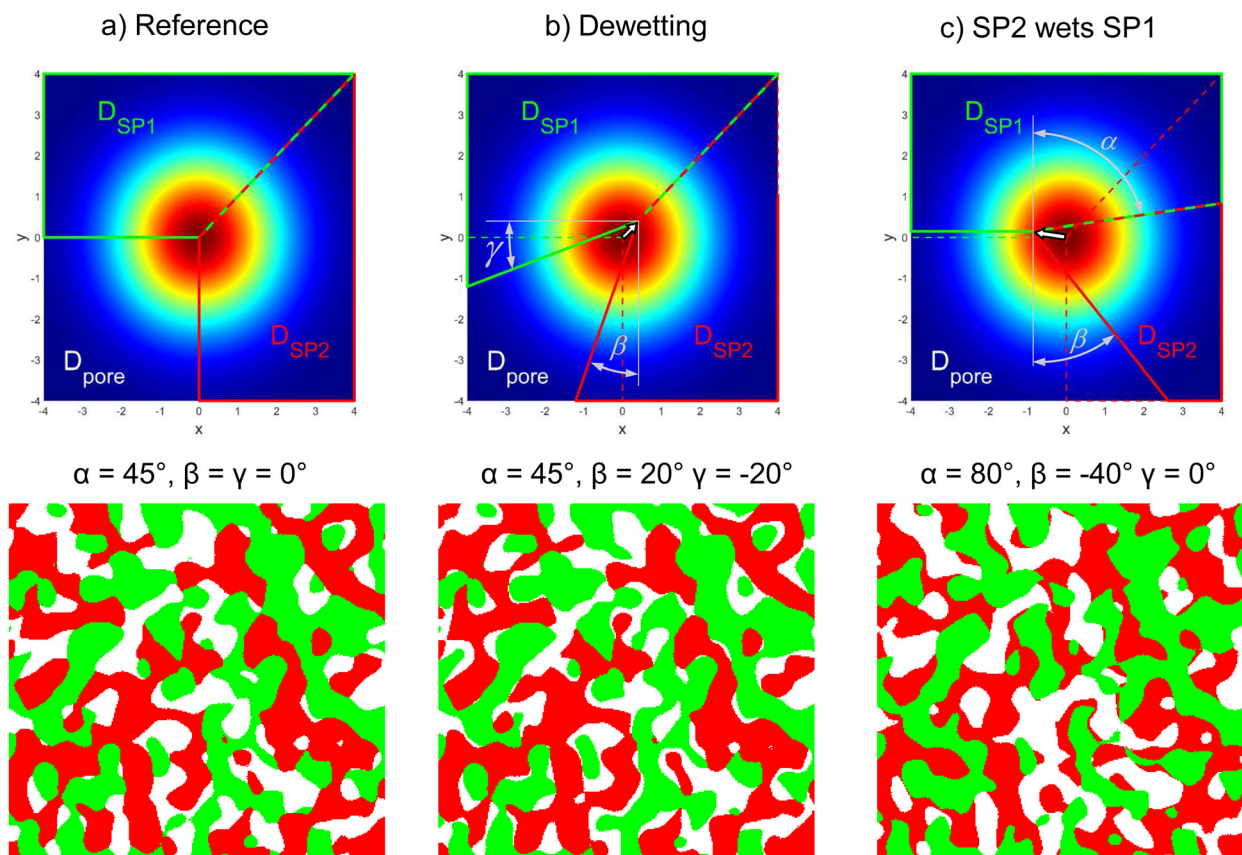 a) Reference
b) Dewetting
c) SP2 wets SP1
4
3
2
1
0
-1
-2
-3
-4
y
D_SP1
D_SP2
D_pore
-4 -3 -2 -1 0 1 2 3 4
x
4
3
2
1
0
-1
-2
-3
-4
y
D_SP1
γ
β
D_SP2
D_pore
-4 -3 -2 -1 0 1 2 3 4
x
4
3
2
1
0
-1
-2
-3
-4
y
D_SP1
α
β
D_SP2
D_pore
-4 -3 -2 -1 0 1 2 3 4
x
α = 45°, β = γ = 0°
α = 45°, β = 20° γ = -20°
α = 80°, β = -40° γ = 0°